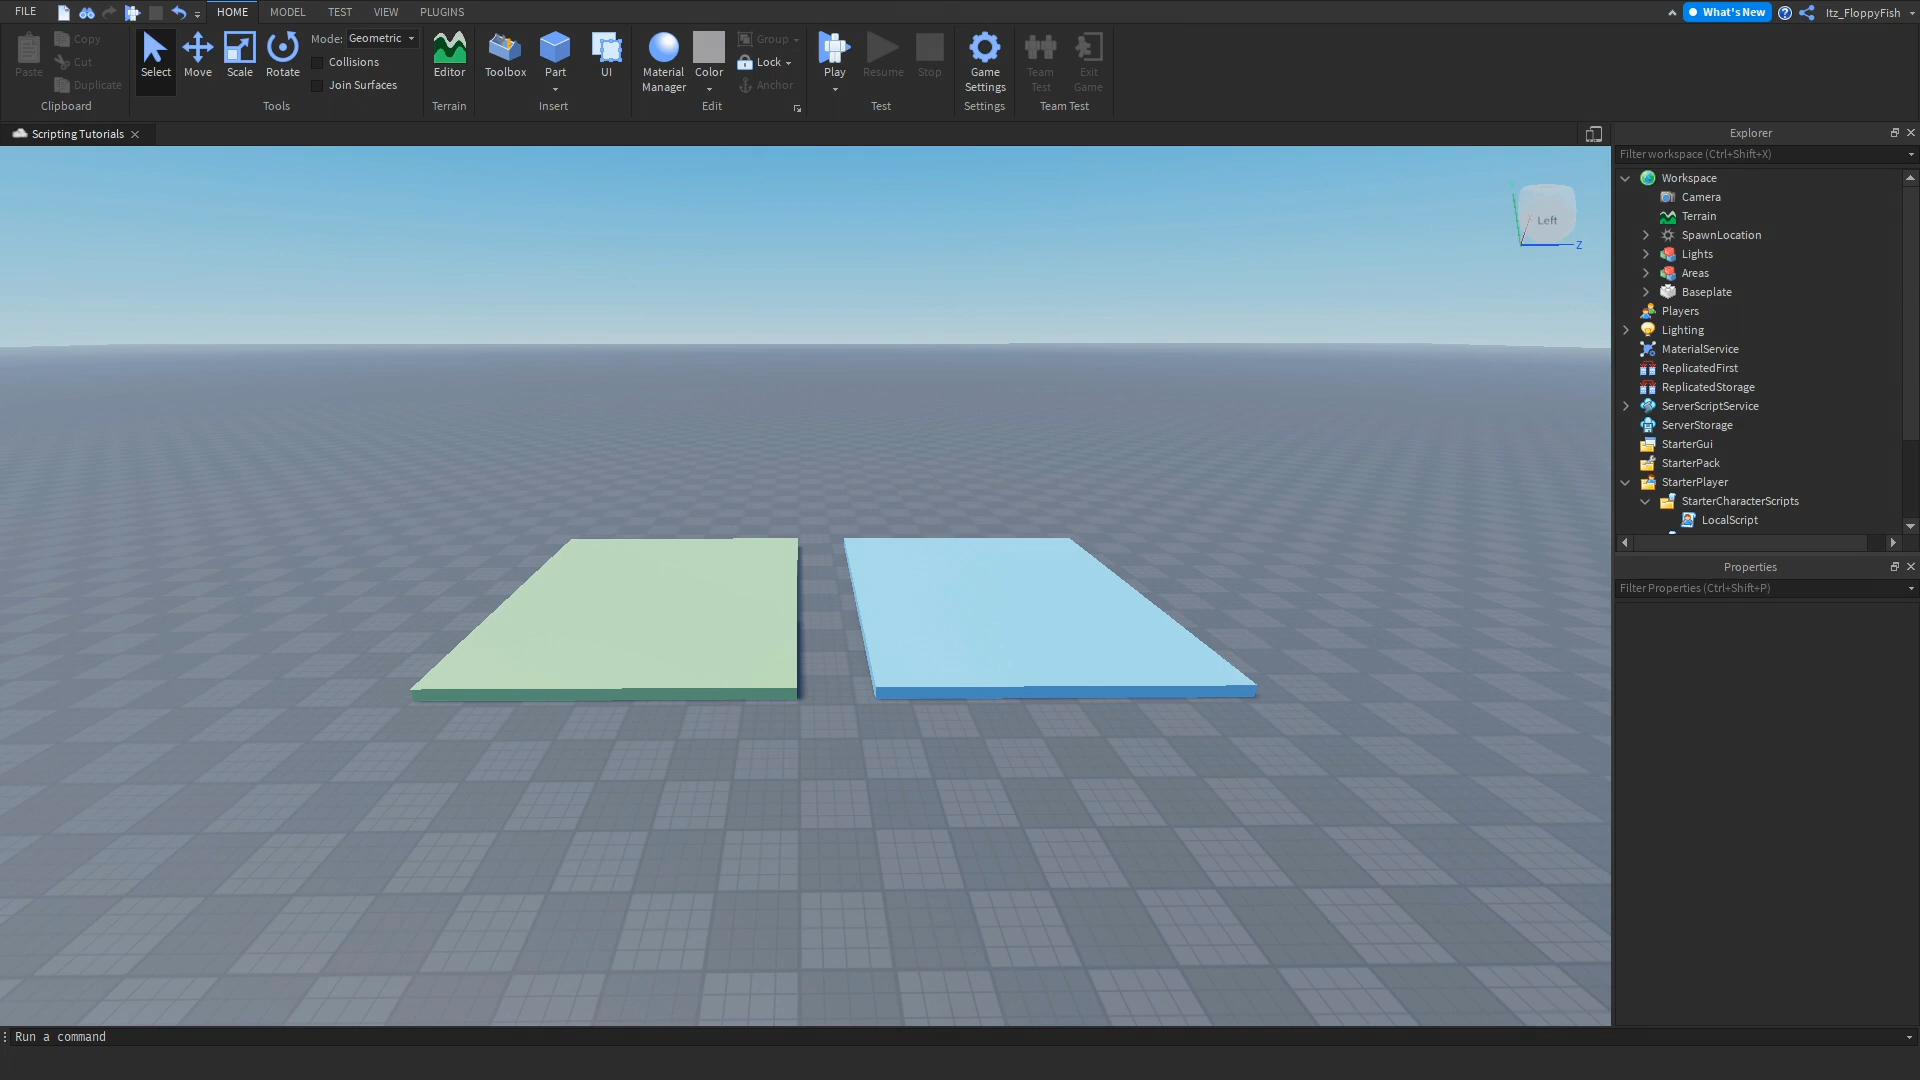 FILE HOME MODEL TEST VIEW PLUGINS What's New Itz_FloppyFish
Paste Copy Cut Duplicate Clipboard
Select Move Scale Rotate Mode: Geometric Collisions Join Surfaces Tools
Editor Terrain
Toolbox Part UI Insert
Material Manager Color Group Lock Anchor Edit
Play Resume Stop Test
Game Settings Settings
Team Test Exit Game Team Test
Scripting Tutorials
Left
Z
Explorer
Filter workspace (Ctrl+Shift+X)
Workspace
Camera
Terrain
SpawnLocation
Lights
Areas
Baseplate
Players
Lighting
MaterialService
ReplicatedFirst
ReplicatedStorage
ServerScriptService
ServerStorage
StarterGui
StarterPack
StarterPlayer
StarterCharacterScripts
LocalScript
Properties
Filter Properties (Ctrl+Shift+P)
Run a command